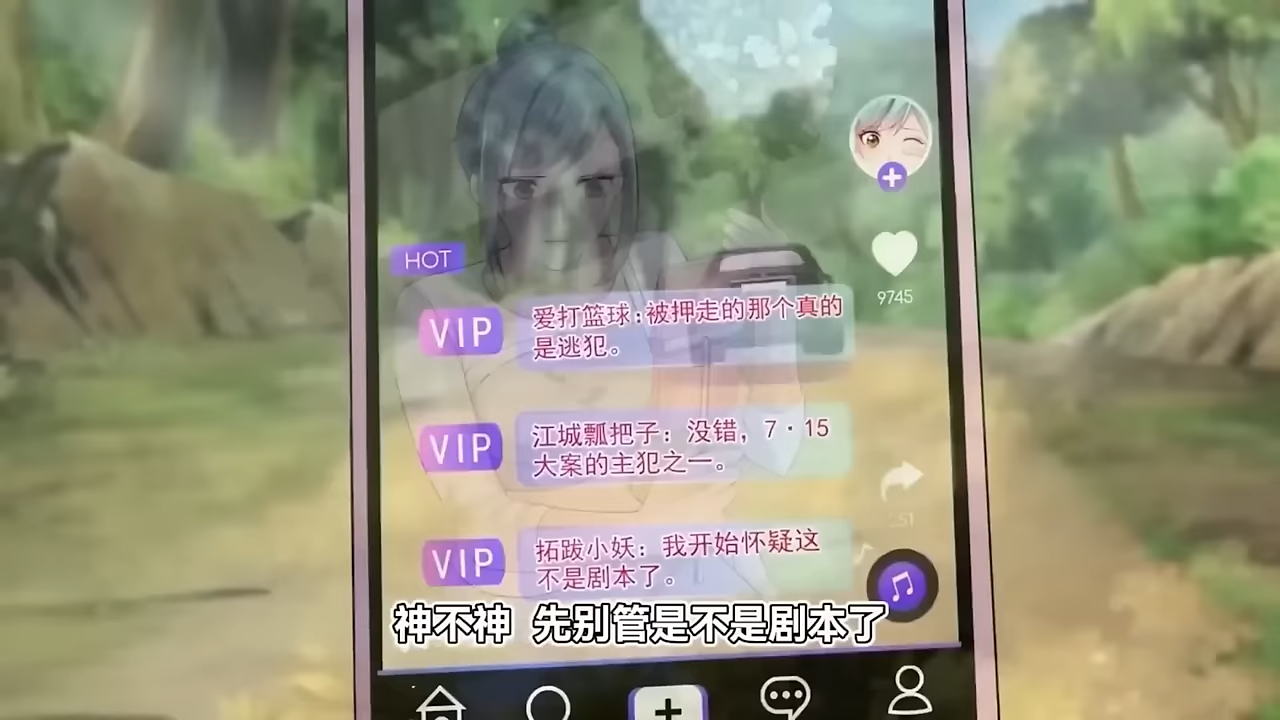 HOT
9745
VIP
爱打篮球:被押走的那个真的
是逃犯。
VIP
江城瓢把子：没错，7·15
大案的主犯之一。
VIP
拓跋小妖：我开始怀疑这
不是剧本了。
神不神 先别管是不是剧本了